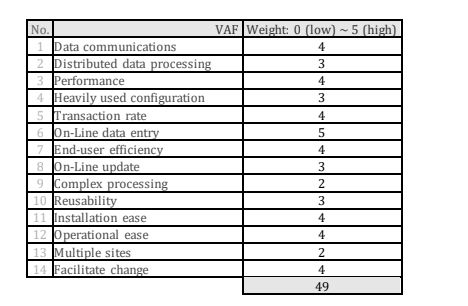 No. VAF Weight: 0 (low) ~ 5 (high)
1 Data communications 4
2 Distributed data processing 3
3 Performance 4
4 Heavily used configuration 3
5 Transaction rate 4
6 On-Line data entry 5
7 End-user efficiency 4
8 On-Line update 3
9 Complex processing 2
10 Reusability 3
11 Installation ease 4
12 Operational ease 4
13 Multiple sites 2
14 Facilitate change 4
49